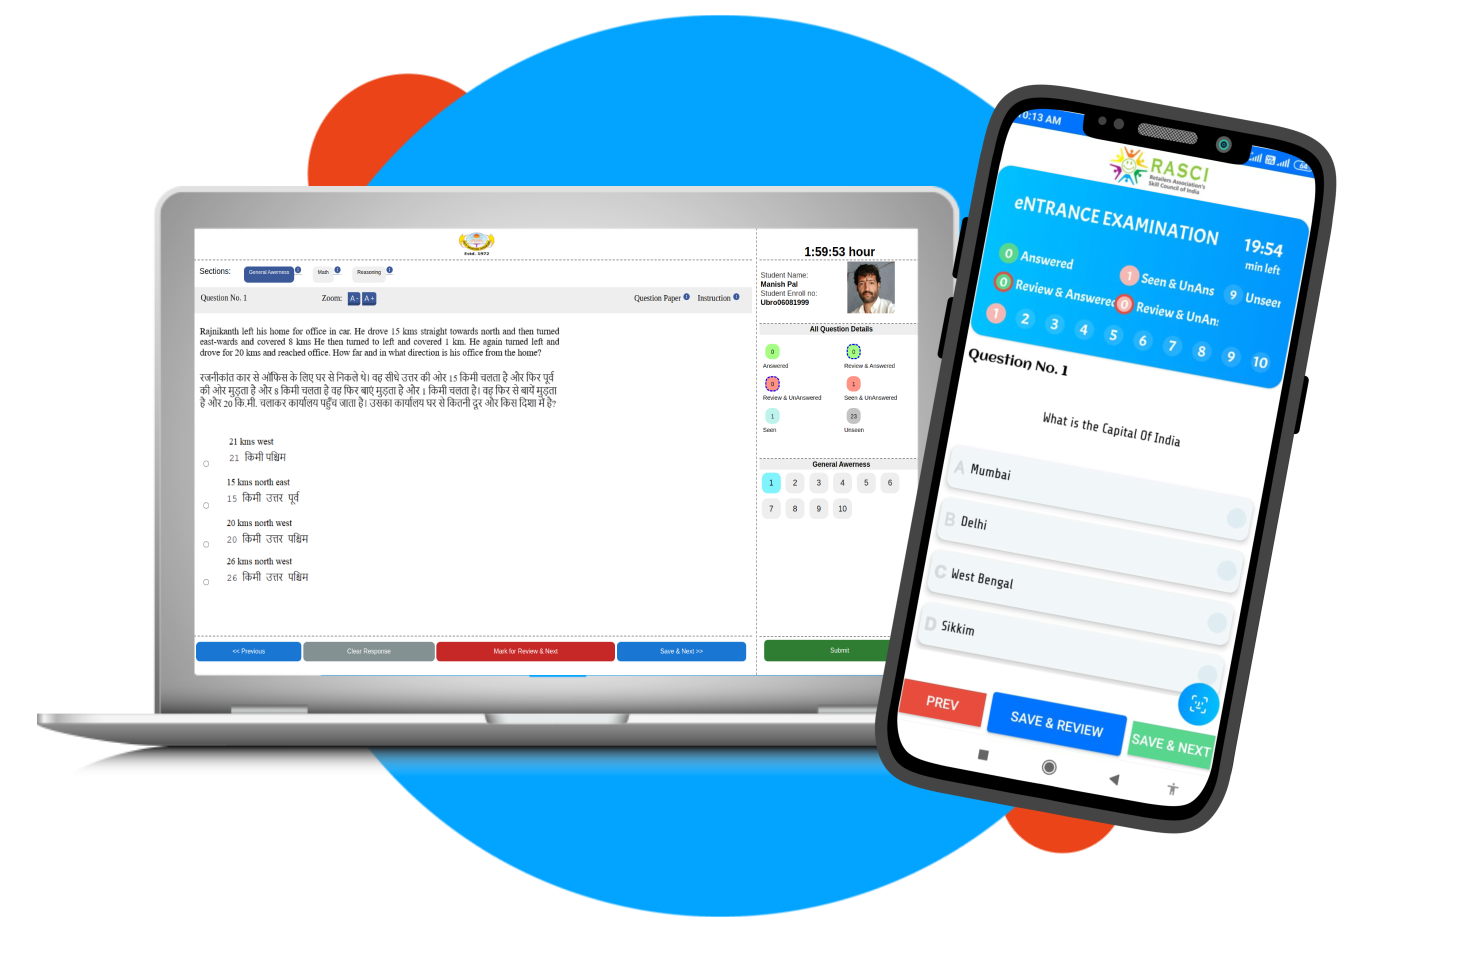 Estd. 1972
1:59:53 hour
Sections:
General Awerness
Math
Reasoning
Question No. 1
Zoom:
A -
A +
Question Paper
Instruction
Student Name:
Manish Pal
Student Enroll no:
Ubro06081999
Rajnikanth left his home for office in car. He drove 15 kms straight towards north and then turned
east-wards and covered 8 kms He then turned to left and covered 1 km. He again turned left and
drove for 20 kms and reached office. How far and in what direction is his office from the home?
रजनीकांत कार से ऑफिस के लिए घर से निकले थे। वह सीधे उत्तर की ओर 15 किमी चलता है और फिर पूर्व
की ओर मुड़ता है और 8 किमी चलता है वह फिर बाएं मुड़ता है और 1 किमी चलता है। वह फिर से बायें मुड़ता
है और 20 कि.मी. चलाकर कार्यालय पहुँच जाता है। उसका कार्यालय घर से कितनी दूर और किस दिशा में है?
21 kms west
21 किमी पश्चिम
15 kms north east
15 किमी उत्तर पूर्व
20 kms north west
20 किमी उत्तर पश्चिम
26 kms north west
26 किमी उत्तर पश्चिम
<< Previous
Clear Response
Mark for Review & Next
Save & Next >>
All Question Details
0
Answered
0
Review & Answered
0
Review & UnAnswered
1
Seen & UnAnswered
1
Seen
23
Unseen
General Awerness
1 2 3 4 5 6
7 8 9 10
Submit
0:13 AM
64
RASCI
Retailers Association's
Skill Council of India
eNTRANCE EXAMINATION
19:54
min left
0 Answered
1 Seen & UnAns
9 Unseen
0 Review & Answered
0 Review & UnAn
1 2 3 4 5 6 7 8 9 10
Question No. 1
What is the Capital Of India
A Mumbai
B Delhi
C West Bengal
D Sikkim
PREV
SAVE & REVIEW
SAVE & NEXT